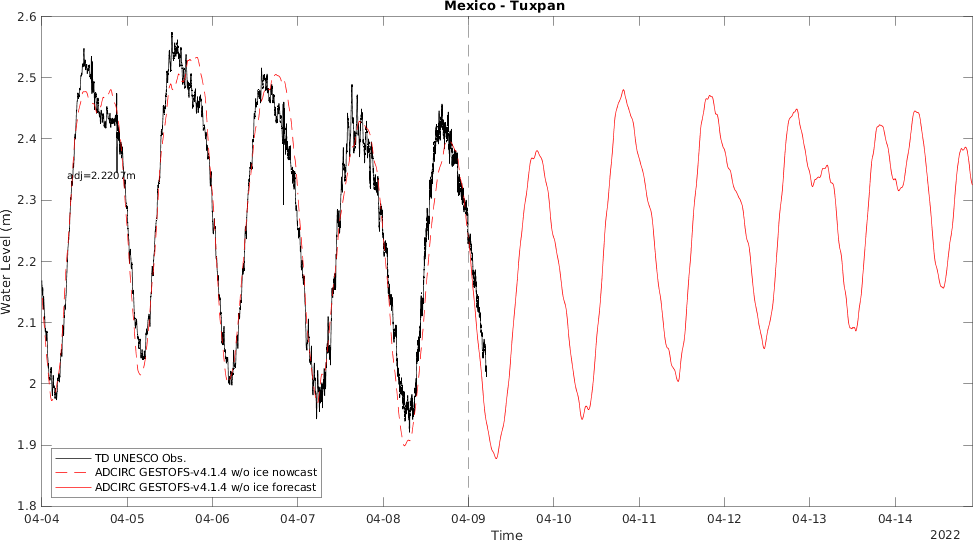 Mexico - Tuxpan
2.6
2.5
2.4
2.3
2.2
2.1
2
1.9
1.8
Water Level (m)
adj=2.2207m
TD UNESCO Obs.
ADCIRC GESTOFS-v4.1.4 w/o ice nowcast
ADCIRC GESTOFS-v4.1.4 w/o ice forecast
04-04 04-05 04-06 04-07 04-08 04-09 04-10 04-11 04-12 04-13 04-14
Time
2022